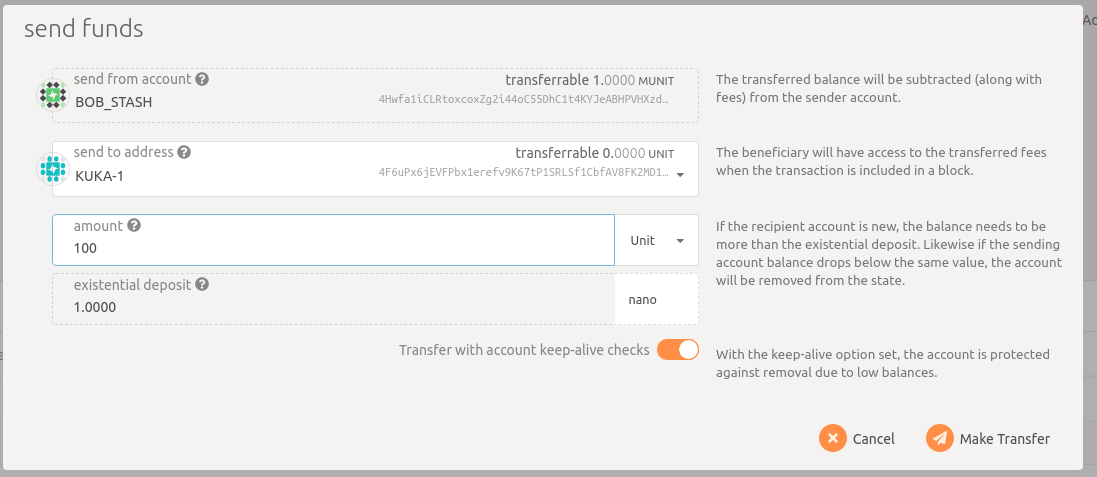 send funds
send from account
transferrable 1.0000 MUNIT
BOB_STASH
4Hwfa1iCLRtoxcoxZg2i44oC55DhC1t4KYJeABHPVHXzd…
The transferred balance will be subtracted (along with
fees) from the sender account.
send to address
transferrable 0.0000 UNIT
KUKA-1
4F6uPx6jEVFPbx1erefv9K67tP1SRLSf1CbfAV8FK2MD1…
The beneficiary will have access to the transferred fees
when the transaction is included in a block.
amount
100
Unit
If the recipient account is new, the balance needs to be
more than the existential deposit. Likewise if the sending
account balance drops below the same value, the account
will be removed from the state.
existential deposit
1.0000
nano
Transfer with account keep-alive checks
With the keep-alive option set, the account is protected
against removal due to low balances.
Cancel
Make Transfer